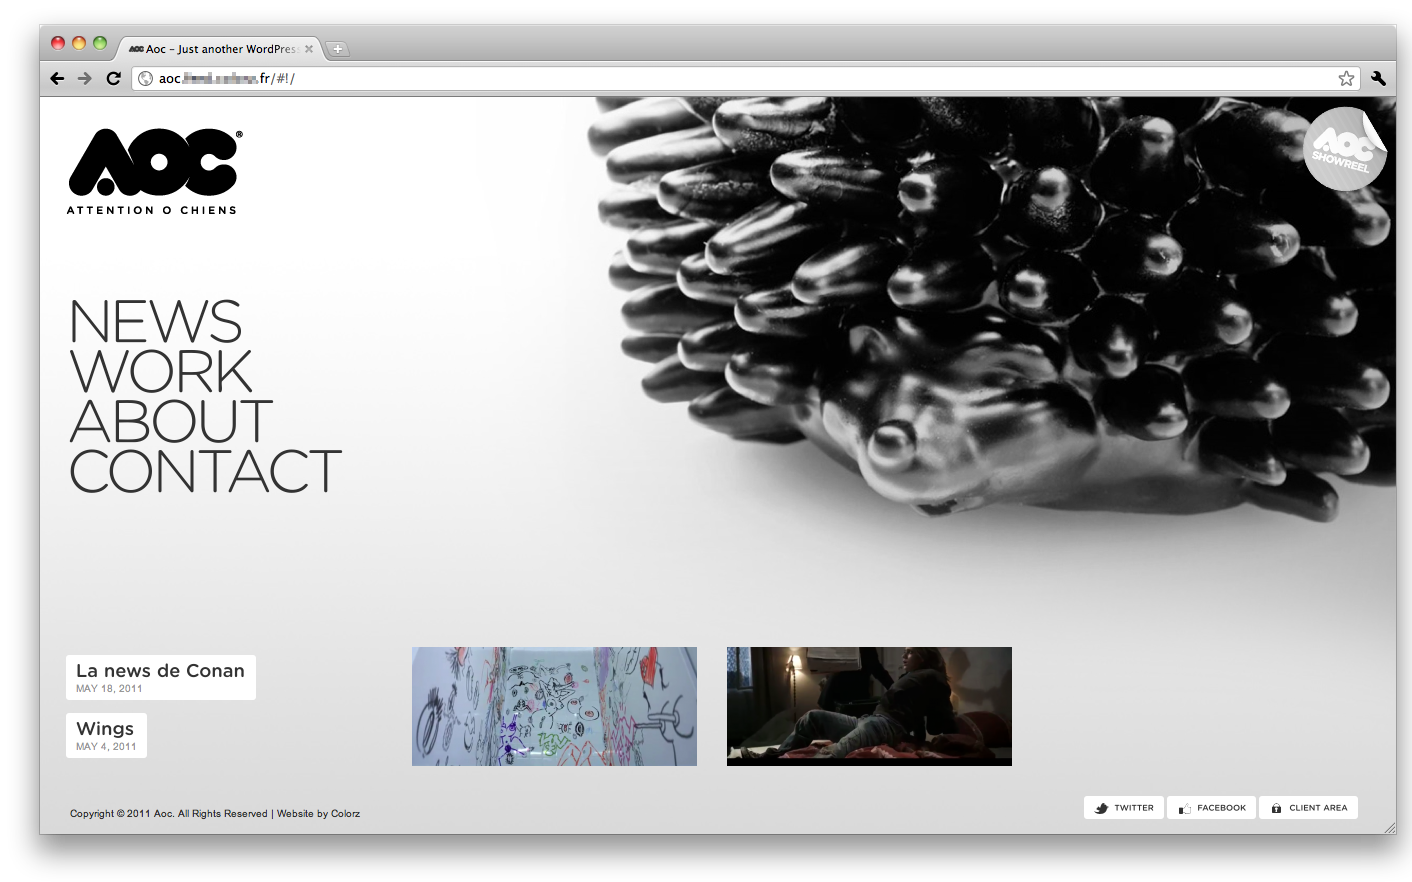 Aoc – Just another WordPres
aoc. .fr/#!/
AOC®
ATTENTION O CHIENS
AOC
SHOWREEL
NEWS
WORK
ABOUT
CONTACT
La news de Conan
MAY 18, 2011
Wings
MAY 4, 2011
Copyright © 2011 Aoc. All Rights Reserved | Website by Colorz
TWITTER
FACEBOOK
CLIENT AREA